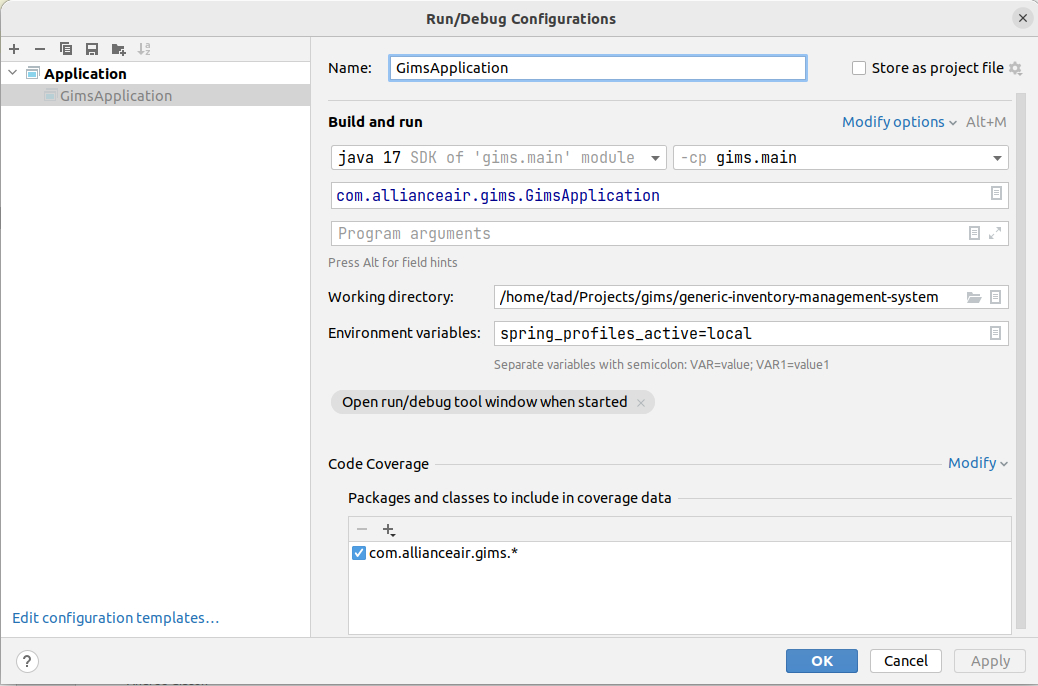 Run/Debug Configurations
Application
GimsApplication
Edit configuration templates…
Name: GimsApplication Store as project file
Build and run Modify options Alt+M
java 17 SDK of 'gims.main' module -cp gims.main
com.allianceair.gims.GimsApplication
Program arguments
Press Alt for field hints
Working directory: /home/tad/Projects/gims/generic-inventory-management-system
Environment variables: spring_profiles_active=local
Separate variables with semicolon: VAR=value; VAR1=value1
Open run/debug tool window when started
Code Coverage Modify
Packages and classes to include in coverage data
com.allianceair.gims.*
? OK Cancel Apply